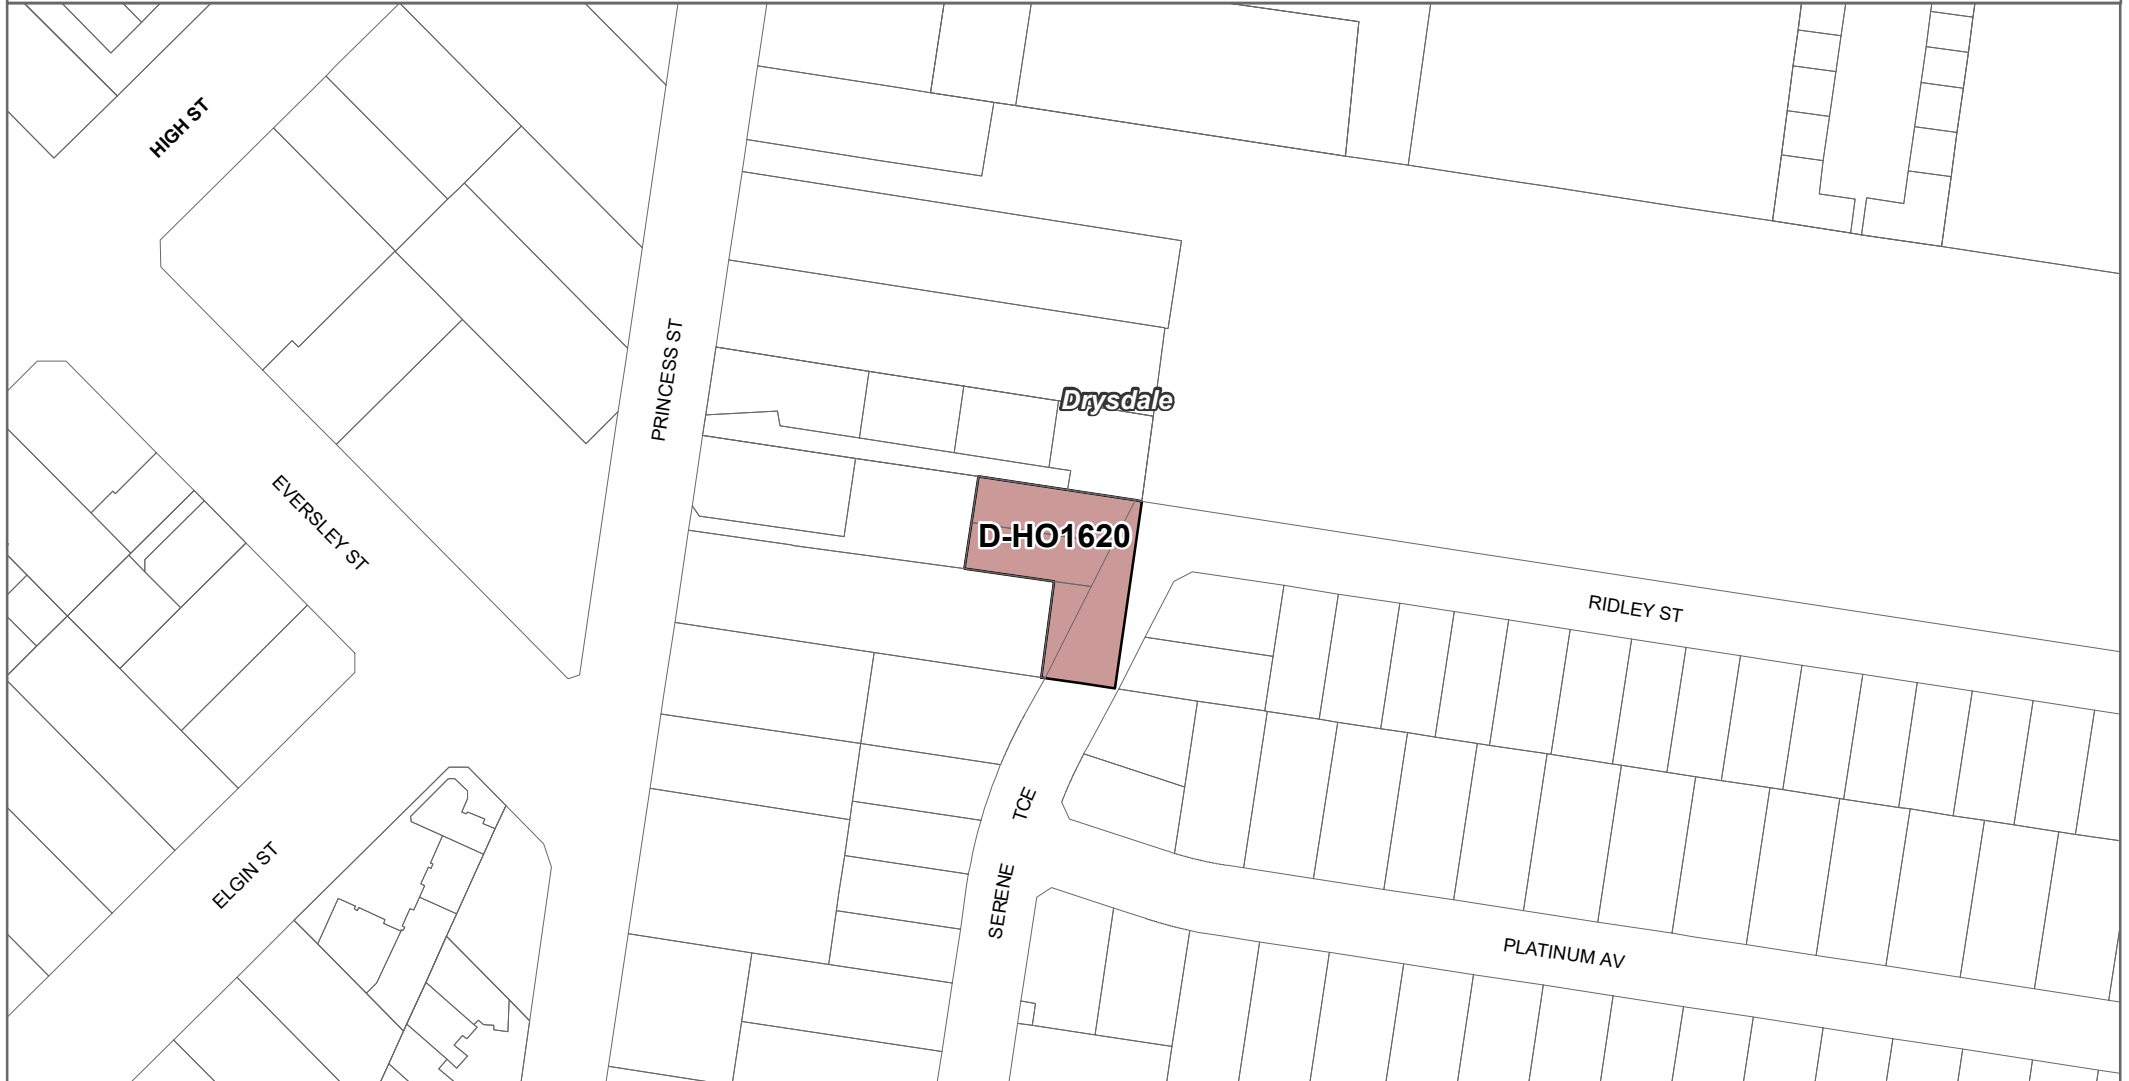 HIGH ST
PRINCESS ST
Drysdale
EVERSLEY ST
D-HO1620
RIDLEY ST
TCE
SERENE
ELGIN ST
PLATINUM AV